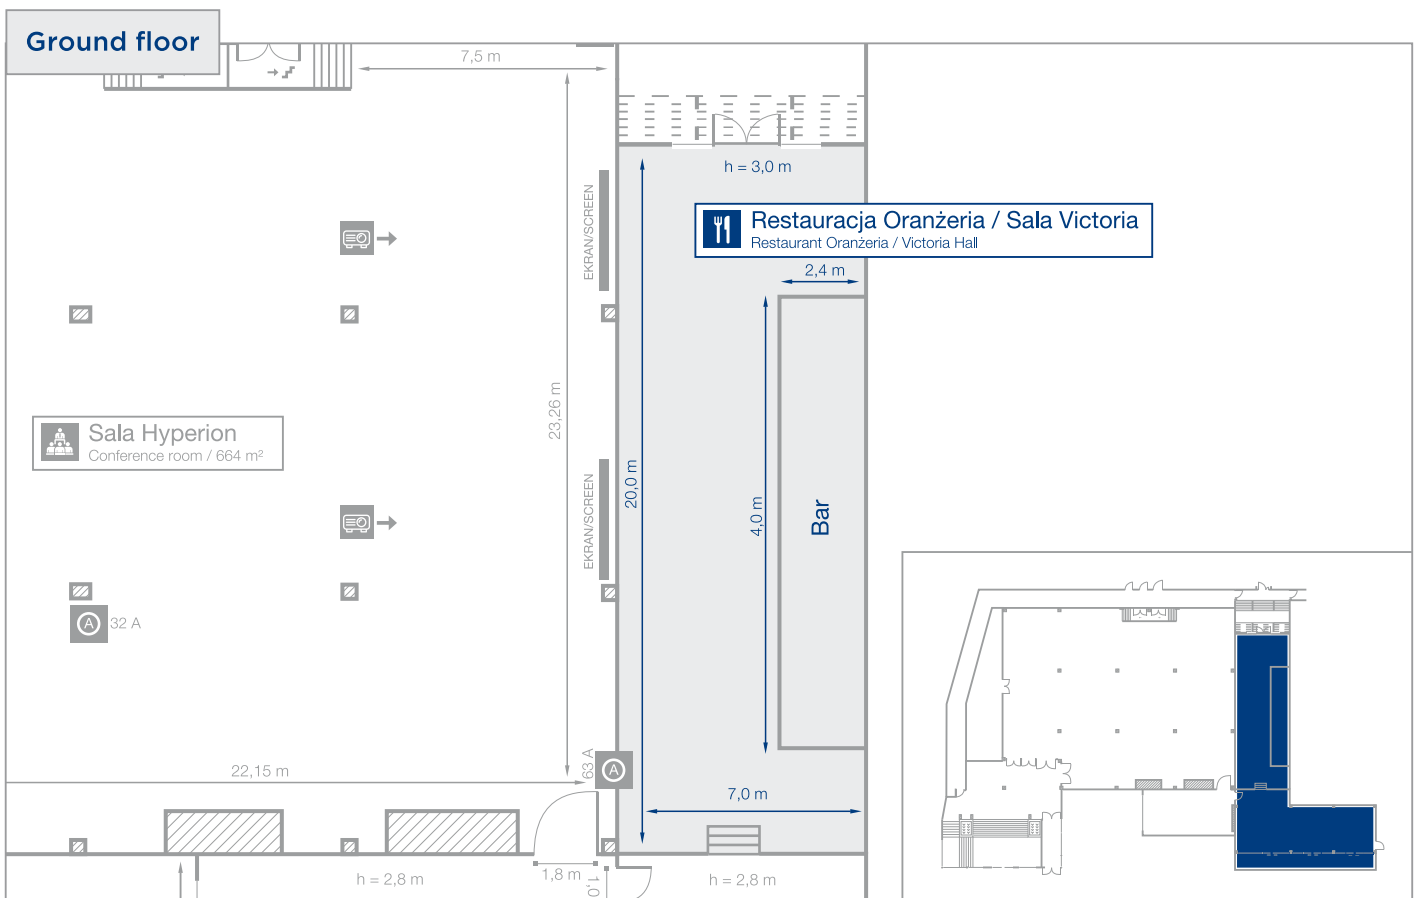 Ground floor
7,5 m
h = 3,0 m
EKRAN/SCREEN
Restauracja Oranżeria / Sala Victoria
Restaurant Oranżeria / Victoria Hall
2,4 m
23,26 m
Sala Hyperion
Conference room / 664 m²
20,0 m
4,0 m
Bar
EKRAN/SCREEN
A 32 A
63 A
A
22,15 m
7,0 m
1,8 m
1,0
h = 2,8 m
h = 2,8 m